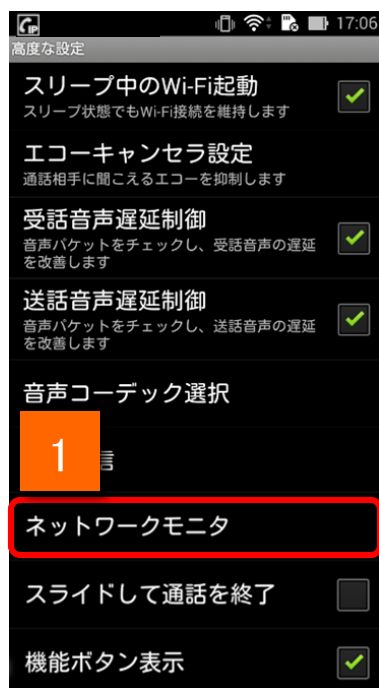 G IP 17:06
高度な設定
スリープ中のWi-Fi起動
スリープ状態でもWi-Fi接続を維持します
エコーキャンセラ設定
通話相手に聞こえるエコーを抑制します
受話音声遅延制御
音声パケットをチェックし、受話音声の遅延
を改善します
送話音声遅延制御
音声パケットをチェックし、送話音声の遅延
を改善します
音声コーデック選択
1
信
ネットワークモニタ
スライドして通話を終了
機能ボタン表示